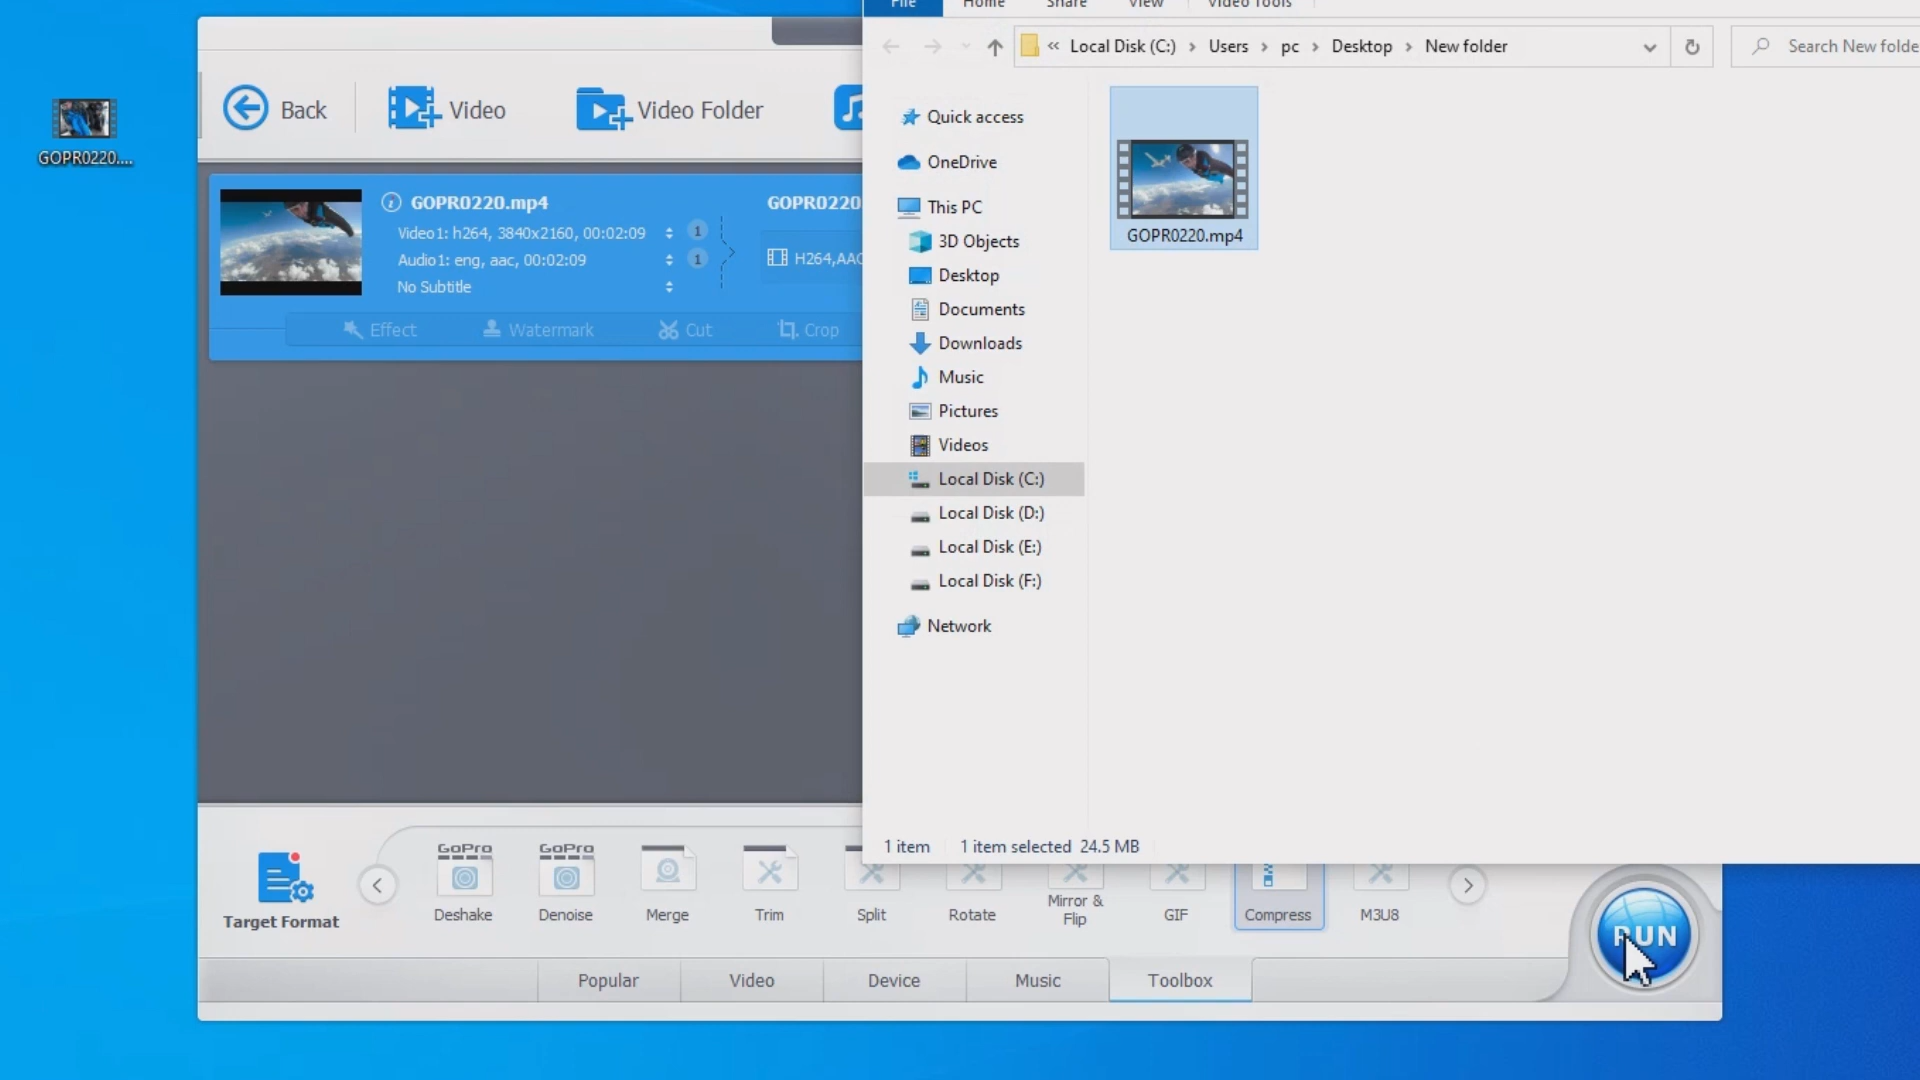 File Home Share View Video Tools
« Local Disk (C:) › Users › pc › Desktop › New folder
Search New folde
GOPR0220....
Back
Video
Video Folder
GOPR0220.mp4
Video1: h264, 3840x2160, 00:02:09
1
Audio1: eng, aac, 00:02:09
1
No Subtitle
GOPR0220
H264,AAC
Effect
Watermark
Cut
Crop
Quick access
OneDrive
This PC
3D Objects
Desktop
Documents
Downloads
Music
Pictures
Videos
Local Disk (C:)
Local Disk (D:)
Local Disk (E:)
Local Disk (F:)
Network
GOPR0220.mp4
1 item 1 item selected 24.5 MB
Target Format
GoPro
Deshake
GoPro
Denoise
Merge
Trim
Split
Rotate
Mirror &
Flip
GIF
Compress
M3U8
RUN
Popular
Video
Device
Music
Toolbox